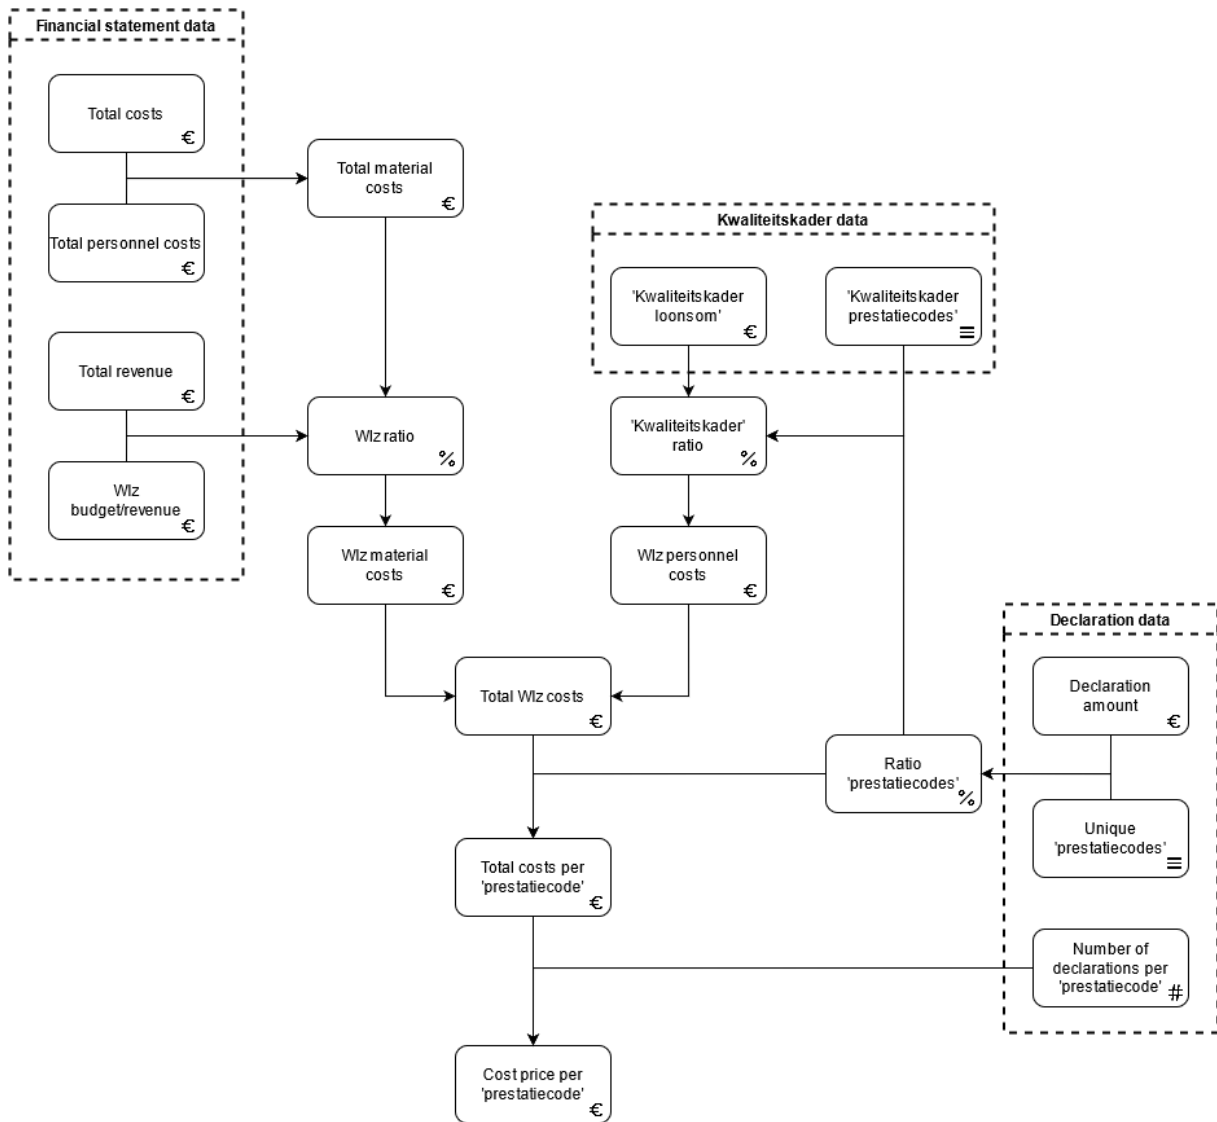 Financial statement data
Total costs
€
Total personnel costs
€
Total revenue
€
Wlz
budget/revenue
€
Total material
costs
€
Wlz ratio
%
Wlz material
costs
€
Kwaliteitskader data
'Kwaliteitskader
loonsom'
€
'Kwaliteitskader
prestatiecodes'
≡
'Kwaliteitskader'
ratio
%
Wlz personnel
costs
€
Total Wlz costs
€
Declaration data
Declaration
amount
€
Ratio
'prestatiecodes'
%
Unique
'prestatiecodes'
≡
Total costs per
'prestatiecode'
€
Number of
declarations per
'prestatiecode'
#
Cost price per
'prestatiecode'
€